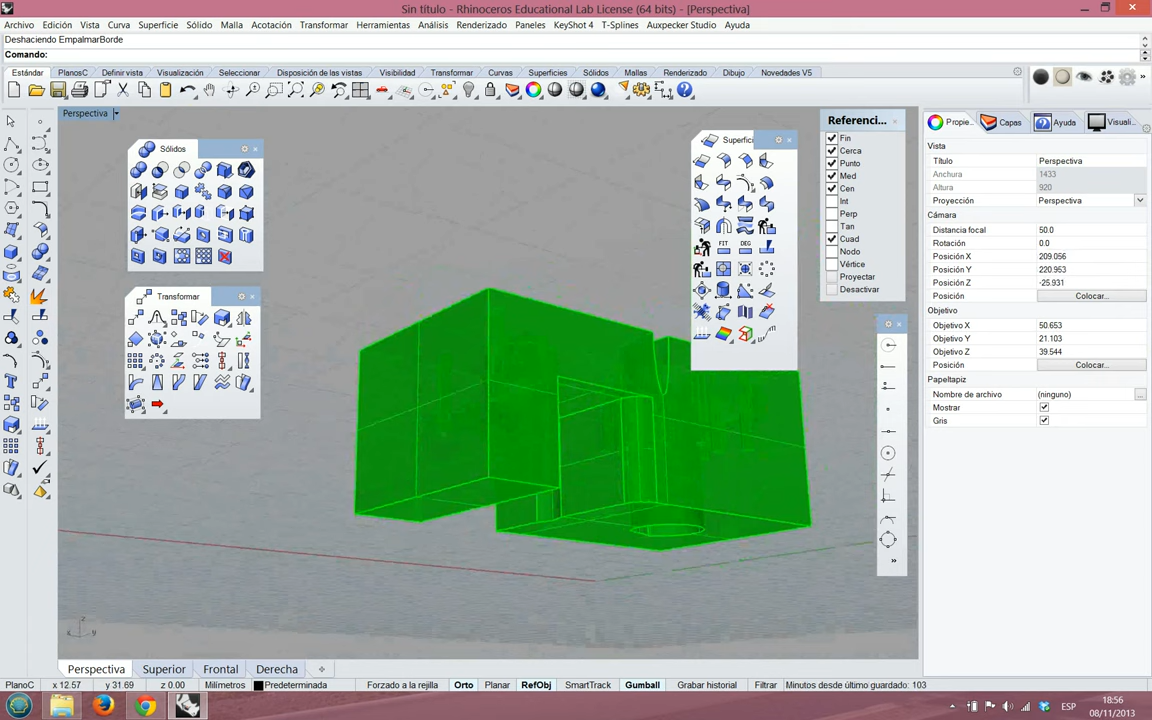 Sin título - Rhinoceros Educational Lab License (64 bits) - [Perspectiva]
Archivo Edición Vista Curva Superficie Sólido Malla Acotación Transformar Herramientas Análisis Renderizado Paneles KeyShot 4 T-Splines Auxpecker Studio Ayuda
Deshaciendo EmpalmarBorde
Comando:
Estándar PlanosC Definir vista Visualización Seleccionar Disposición de las vistas Visibilidad Transformar Curvas Superficies Sólidos Mallas Renderizado Dibujo Novedades V5
Perspectiva
Sólidos
Transformar
Superfici
FIT DEG
Referenci...
Fin
Cerca
Punto
Med
Cen
Int
Perp
Tan
Cuad
Nodo
Vértice
Proyectar
Desactivar
Propie... Capas Ayuda Visuali...
Vista
Título Perspectiva
Anchura 1433
Altura 920
Proyección Perspectiva
Cámara
Distancia focal 50.0
Rotación 0.0
Posición X 209.056
Posición Y 220.953
Posición Z -25.931
Posición Colocar...
Objetivo
Objetivo X 50.653
Objetivo Y 21.103
Objetivo Z 39.544
Posición Colocar...
Papeltapiz
Nombre de archivo (ninguno) ...
Mostrar
Gris
z
x y
Perspectiva Superior Frontal Derecha
PlanoC x 12.57 y 31.69 z 0.00 Milímetros Predeterminada Forzado a la rejilla Orto Planar RefObj SmartTrack Gumball Grabar historial Filtrar Minutos desde último guardado: 103
ESP
18:56
08/11/2013